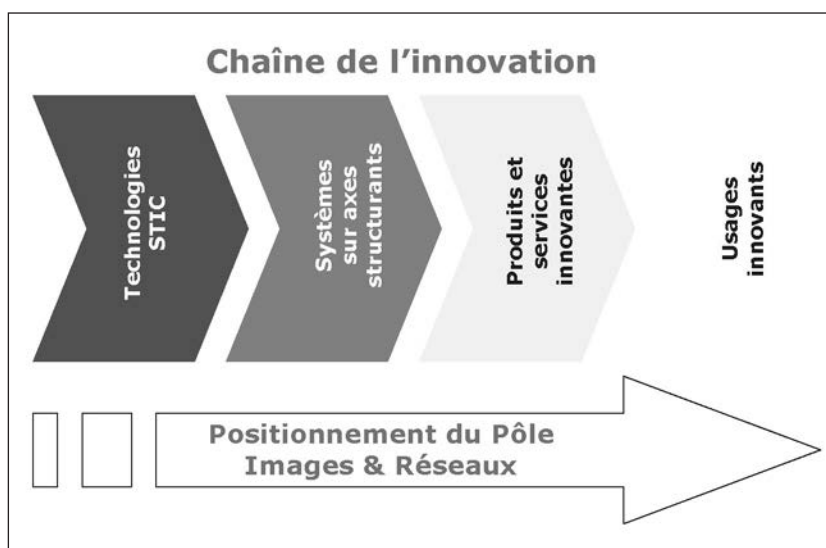 Chaîne de l'innovation
Technologies
STIC
Systèmes
sur axes
structurants
Produits et
services
innovantes
Usages
innovants
Positionnement du Pôle
Images & Réseaux